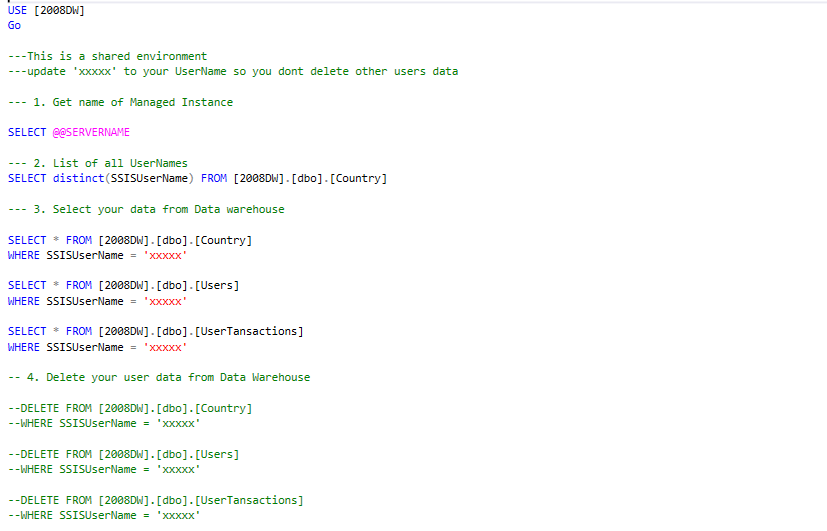 USE [2008DW]
Go
---This is a shared environment
---update 'xxxxx' to your UserName so you dont delete other users data
--- 1. Get name of Managed Instance
SELECT @@SERVERNAME
--- 2. List of all UserNames
SELECT distinct(SSISUserName) FROM [2008DW].[dbo].[Country]
--- 3. Select your data from Data warehouse
SELECT * FROM [2008DW].[dbo].[Country]
WHERE SSISUserName = 'xxxxx'
SELECT * FROM [2008DW].[dbo].[Users]
WHERE SSISUserName = 'xxxxx'
SELECT * FROM [2008DW].[dbo].[UserTansactions]
WHERE SSISUserName = 'xxxxx'
-- 4. Delete your user data from Data Warehouse
--DELETE FROM [2008DW].[dbo].[Country]
--WHERE SSISUserName = 'xxxxx'
--DELETE FROM [2008DW].[dbo].[Users]
--WHERE SSISUserName = 'xxxxx'
--DELETE FROM [2008DW].[dbo].[UserTansactions]
--WHERE SSISUserName = 'xxxxx'